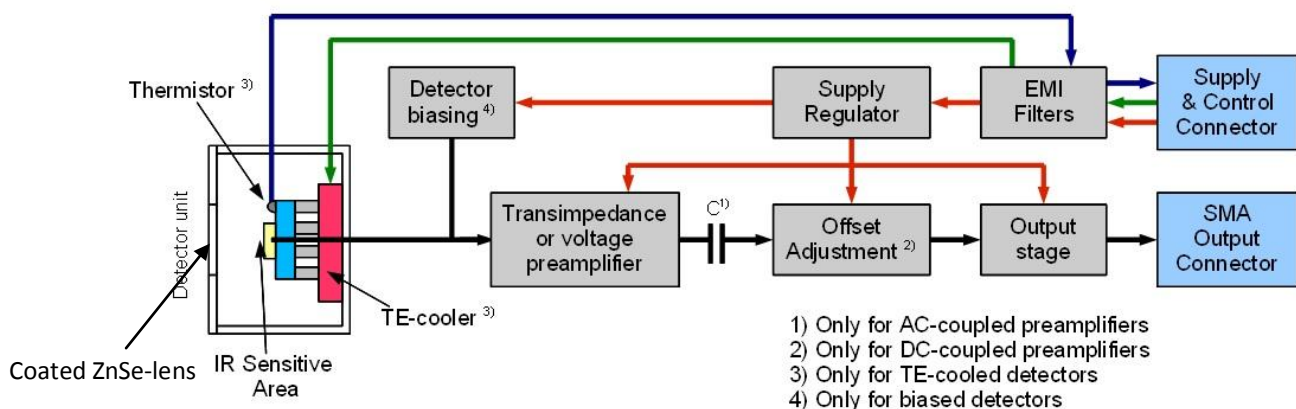 Thermistor 3)
Detector
biasing 4)
Supply
Regulator
EMI
Filters
Supply
& Control
Connector
Detector unit
Transimpedance
or voltage
preamplifier
C1)
Offset
Adjustment 2)
Output
stage
SMA
Output
Connector
TE-cooler 3)
Coated ZnSe-lens
IR Sensitive
Area
1) Only for AC-coupled preamplifiers
2) Only for DC-coupled preamplifiers
3) Only for TE-cooled detectors
4) Only for biased detectors